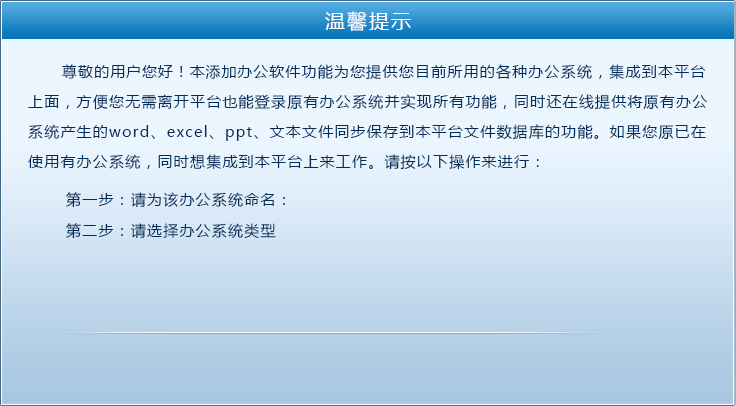 温馨提示
尊敬的用户您好！本添加办公软件功能为您提供您目前所用的各种办公系统，集成到本平台
上面，方便您无需离开平台也能登录原有办公系统并实现所有功能，同时还在线提供将原有办公
系统产生的word、excel、ppt、文本文件同步保存到本平台文件数据库的功能。如果您原已在
使用有办公系统，同时想集成到本平台上来工作。请按以下操作来进行：
第一步：请为该办公系统命名：
第二步：请选择办公系统类型